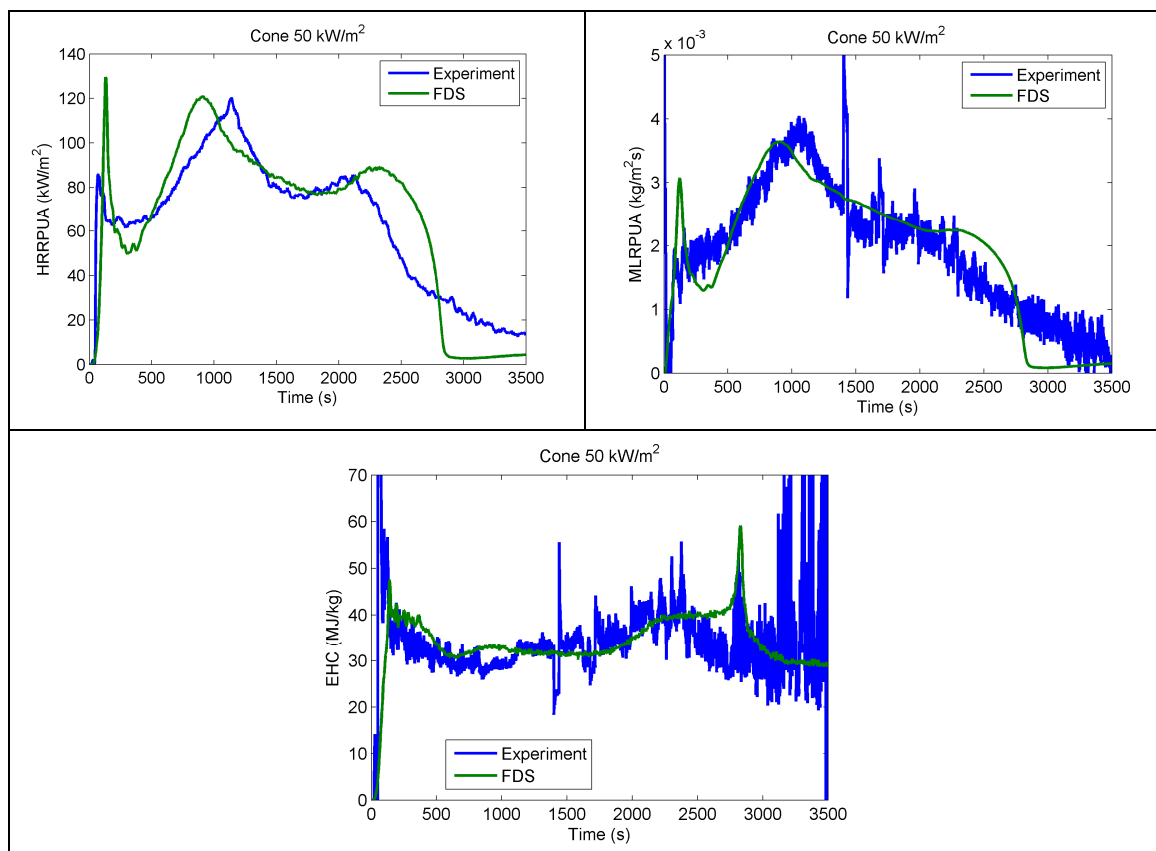 Cone 50 kW/m2
140
120
100
80
60
40
20
0
HRRPUA (kW/m2)
Experiment
FDS
0 500 1000 1500 2000 2500 3000 3500
Time (s)
Cone 50 kW/m2
x 10-3
5
4
3
2
1
0
MLRPUA (kg/m2s)
Experiment
FDS
0 500 1000 1500 2000 2500 3000 3500
Time (s)
Cone 50 kW/m2
70
60
50
40
30
20
10
0
EHC (MJ/kg)
Experiment
FDS
0 500 1000 1500 2000 2500 3000 3500
Time (s)